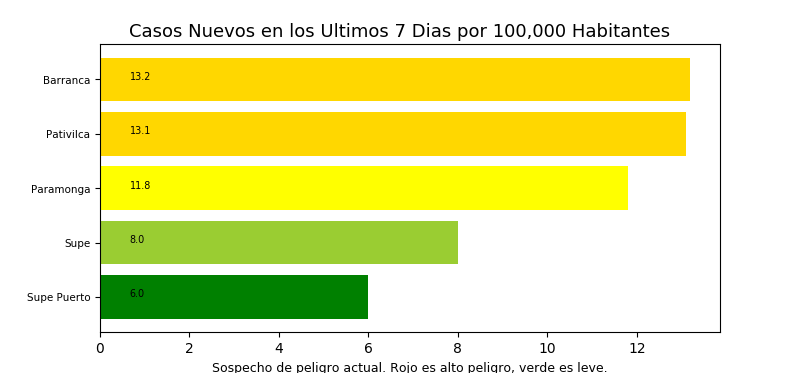 Casos Nuevos en los Ultimos 7 Dias por 100,000 Habitantes
Barranca 13.2
Pativilca 13.1
Paramonga 11.8
Supe 8.0
Supe Puerto 6.0
0 2 4 6 8 10 12
Sospecho de peligro actual. Rojo es alto peligro, verde es leve.